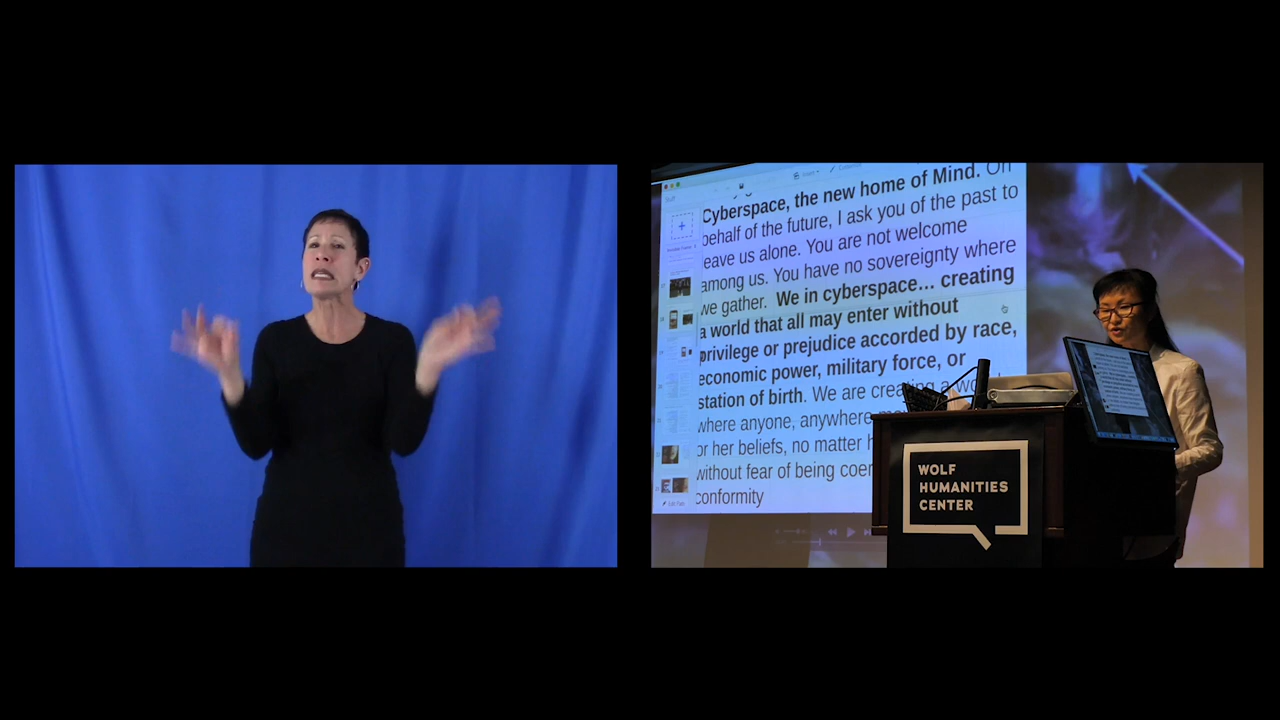 Cyberspace, the new home of Mind. On
behalf of the future, I ask you of the past to
leave us alone. You are not welcome
among us. You have no sovereignty where
we gather. We in cyberspace... creating
a world that all may enter without
privilege or prejudice accorded by race,
economic power, military force, or
station of birth. We are creating a world
where anyone, anywhere
or her beliefs, no matter
without fear of being
conformity
WOLF
HUMANITIES
CENTER